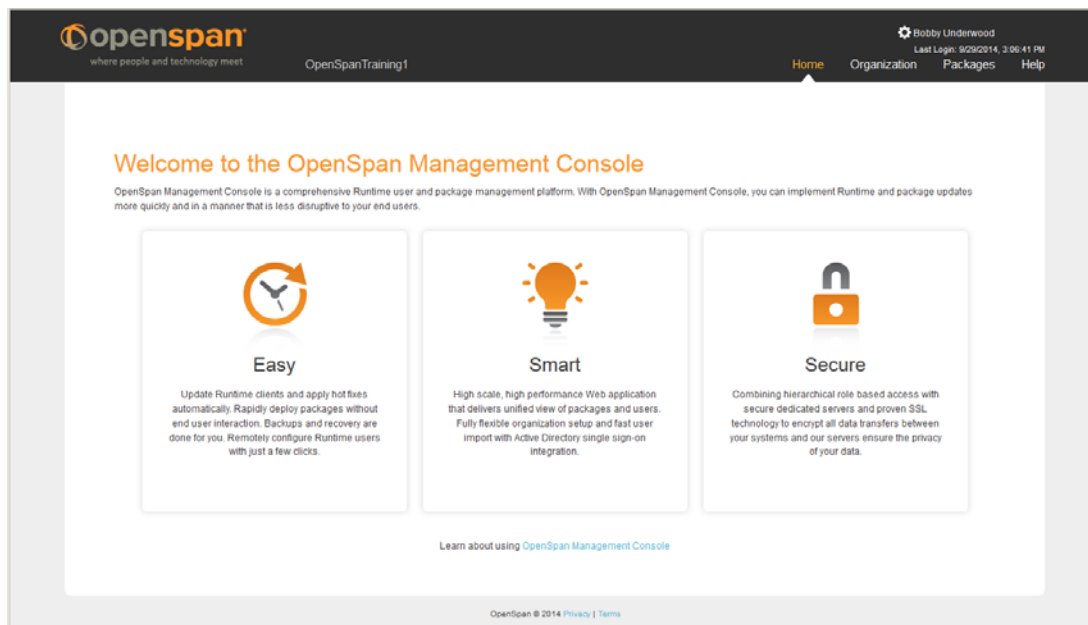 openspan
where people and technology meet
OpenSpanTraining1
Bobby Underwood
Last Login: 9/29/2014, 3:06:41 PM
Home Organization Packages Help
Welcome to the OpenSpan Management Console
OpenSpan Management Console is a comprehensive Runtime user and package management platform. With OpenSpan Management Console, you can implement Runtime and package updates
more quickly and in a manner that is less disruptive to your end users.
Easy
Update Runtime clients and apply hot fixes
automatically. Rapidly deploy packages without
end user interaction. Backups and recovery are
done for you. Remotely configure Runtime users
with just a few clicks.
Smart
High scale, high performance Web application
that delivers unified view of packages and users.
Fully flexible organization setup and fast user
import with Active Directory single sign-on
integration.
Secure
Combining hierarchical role based access with
secure dedicated servers and proven SSL
technology to encrypt all data transfers between
your systems and our servers ensure the privacy
of your data.
Learn about using OpenSpan Management Console
OpenSpan © 2014 Privacy | Terms